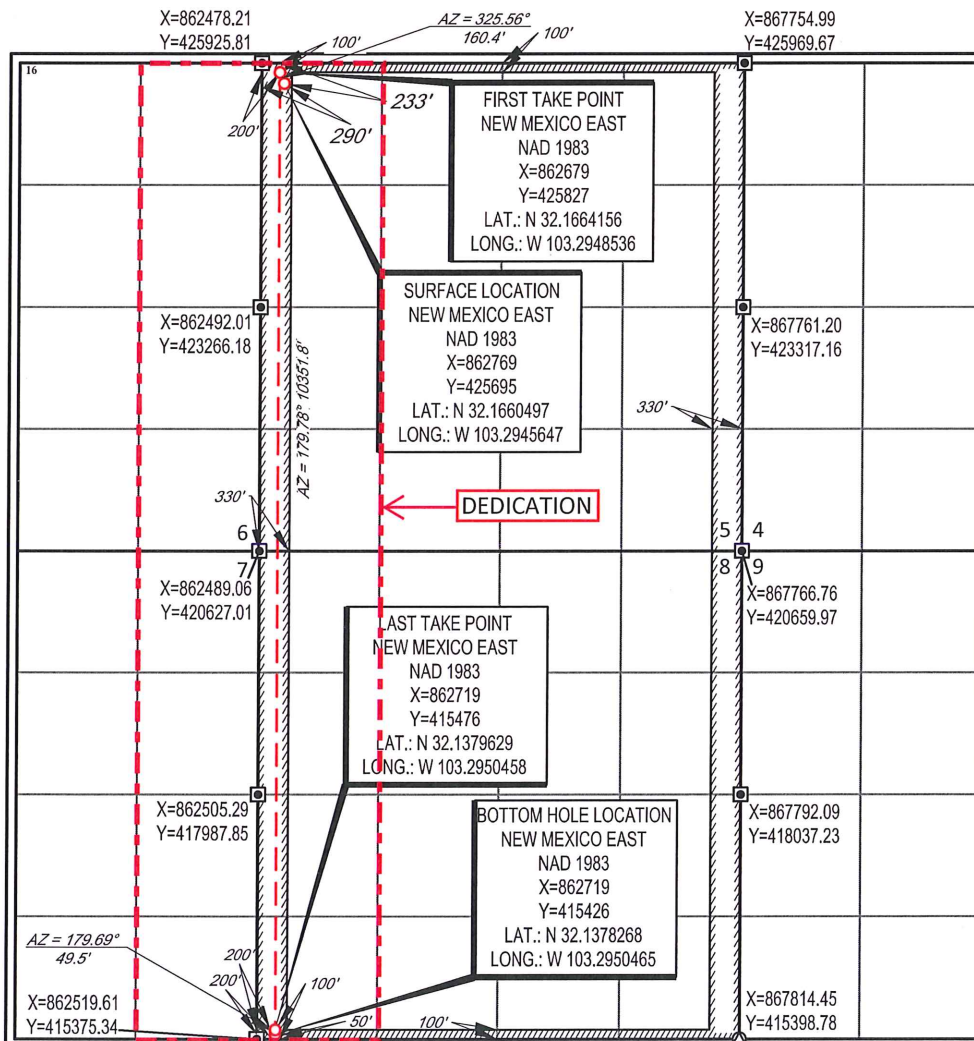 X=862478.21
Y=425925.81
AZ = 325.56°
160.4'
X=867754.99
Y=425969.67
100'
100'
16
200'
290'
233'
FIRST TAKE POINT
NEW MEXICO EAST
NAD 1983
X=862679
Y=425827
LAT.: N 32.1664156
LONG.: W 103.2948536
SURFACE LOCATION
NEW MEXICO EAST
NAD 1983
X=862769
Y=425695
LAT.: N 32.1660497
LONG.: W 103.2945647
X=862492.01
Y=423266.18
X=867761.20
Y=423317.16
AZ = 179.78° 10351.8'
330'
330'
DEDICATION
6
7
5
4
8
9
X=862489.06
Y=420627.01
X=867766.76
Y=420659.97
LAST TAKE POINT
NEW MEXICO EAST
NAD 1983
X=862719
Y=415476
LAT.: N 32.1379629
LONG.: W 103.2950458
X=862505.29
Y=417987.85
X=867792.09
Y=418037.23
BOTTOM HOLE LOCATION
NEW MEXICO EAST
NAD 1983
X=862719
Y=415426
LAT.: N 32.1378268
LONG.: W 103.2950465
AZ = 179.69°
49.5'
200'
200'
100'
50'
100'
X=862519.61
Y=415375.34
X=867814.45
Y=415398.78